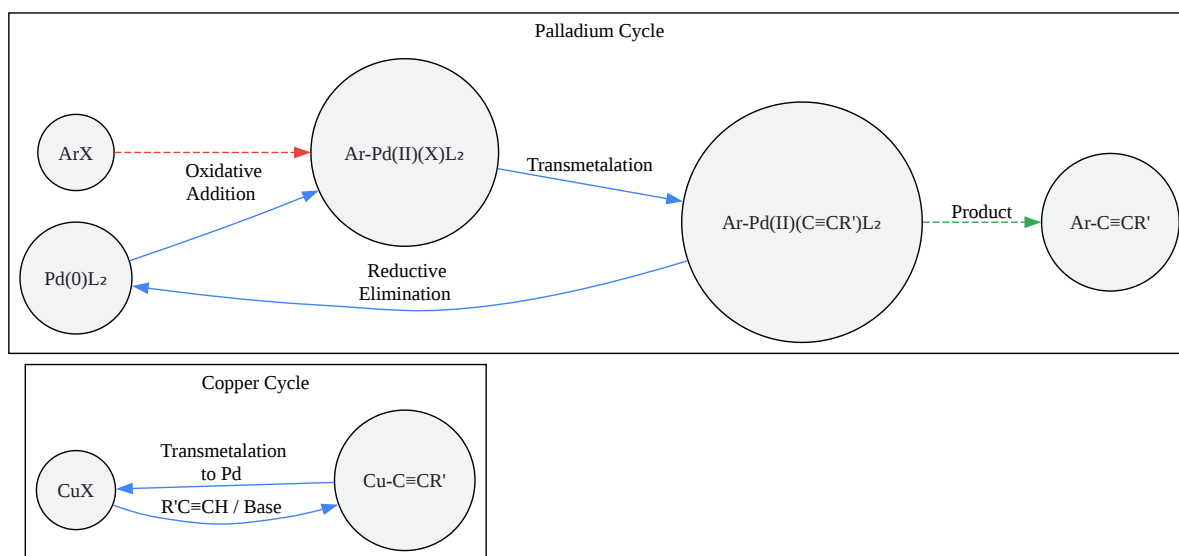 Palladium Cycle
ArX
Oxidative
Addition
Ar-Pd(II)(X)L₂
Transmetalation
Pd(0)L₂
Reductive
Elimination
Ar-Pd(II)(C≡CR')L₂
Product
Ar-C≡CR'
Copper Cycle
CuX
Transmetalation
to Pd
R'C≡CH / Base
Cu-C≡CR'